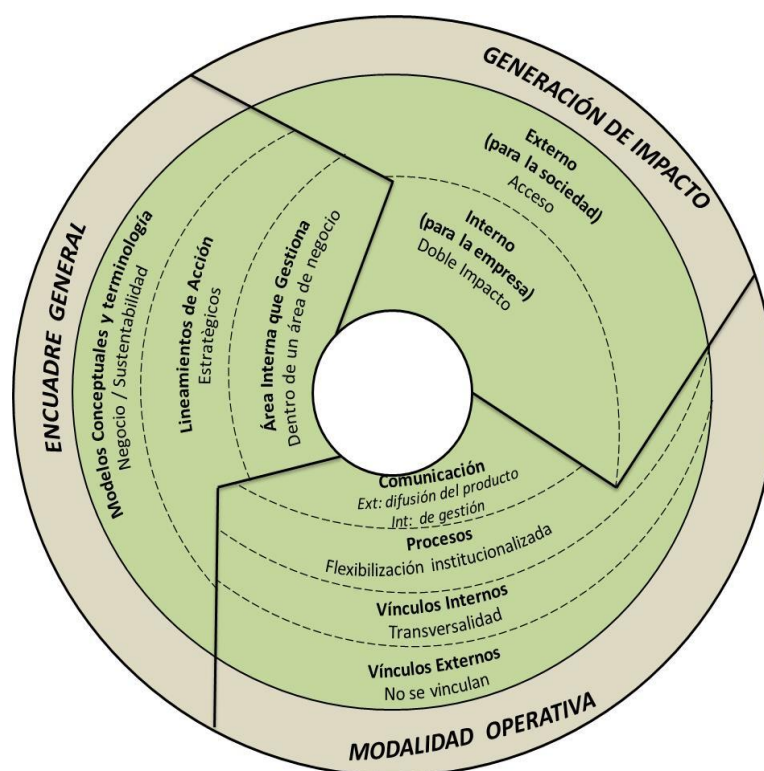 GENERACIÓN DE IMPACTO
Externo
(para la sociedad)
Acceso
Interno
(para la empresa)
Doble Impacto
ENCUADRE GENERAL
Modelos Conceptuales y terminología
Negocio / Sustentabilidad
Lineamientos de Acción
Estratègicos
Área Interna que Gestiona
Dentro de un área de negocio
Comunicación
Ext: difusión del producto
Int: de gestión
Procesos
Flexibilización institucionalizada
Vínculos Internos
Transversalidad
Vínculos Externos
No se vinculan
MODALIDAD OPERATIVA